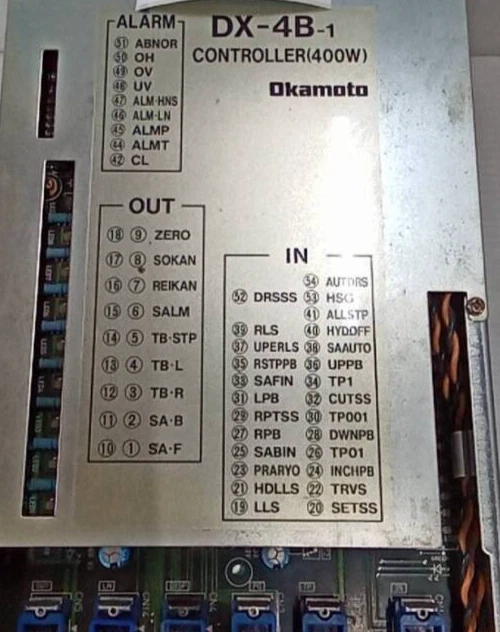 ALARM
51 ABNOR
50 OH
49 OV
48 UV
47 ALM-HNS
46 ALM-LN
45 ALMP
44 ALMT
42 CL
DX-4B-1
CONTROLLER(400W)
Okamoto
OUT
18 9 ZERO
17 8 SOKAN
16 7 REIKAN
15 6 SALM
14 5 TB-STP
13 4 TB-L
12 3 TB-R
11 2 SA-B
10 1 SA-F
IN
54 AUTDRS
52 DRSSS 53 HSG
41 ALLSTP
39 RLS 40 HYDOFF
37 UPERLS 38 SAAUTO
35 RSTPPB 36 UPPB
33 SAFIN 34 TP1
31 LPB 32 CUTSS
29 RPTSS 30 TP001
27 RPB 28 DWNPB
25 SABIN 26 TP01
23 PRARYO 24 INCHPB
21 HDLLS 22 TRVS
19 LLS 20 SETSS